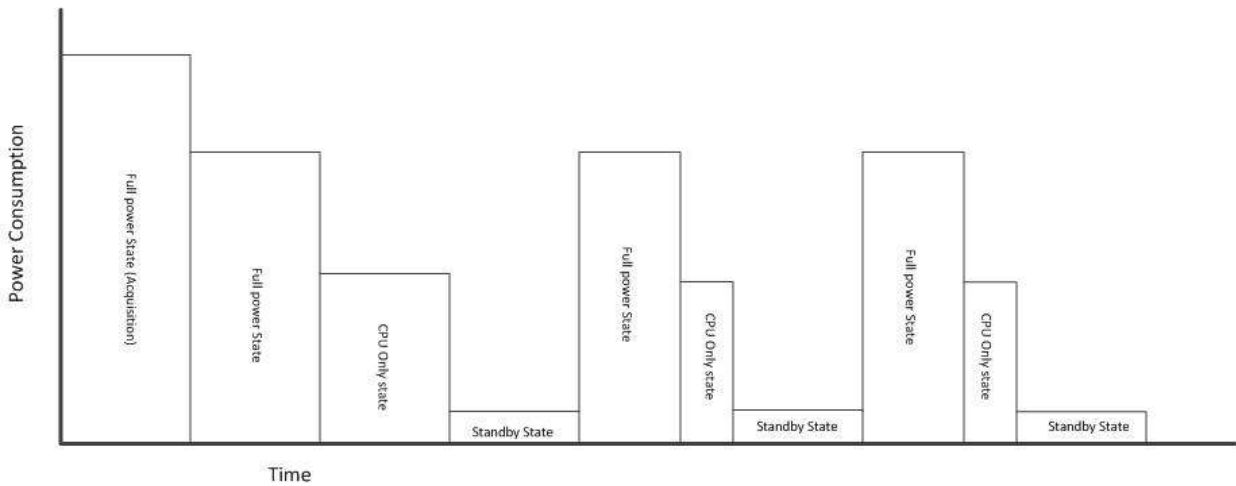 Power Consumption
Full power State (Acquisition)
Full power State
CPU Only state
Standby State
Full power State
CPU Only state
Standby State
Full power State
CPU Only state
Standby State
Time